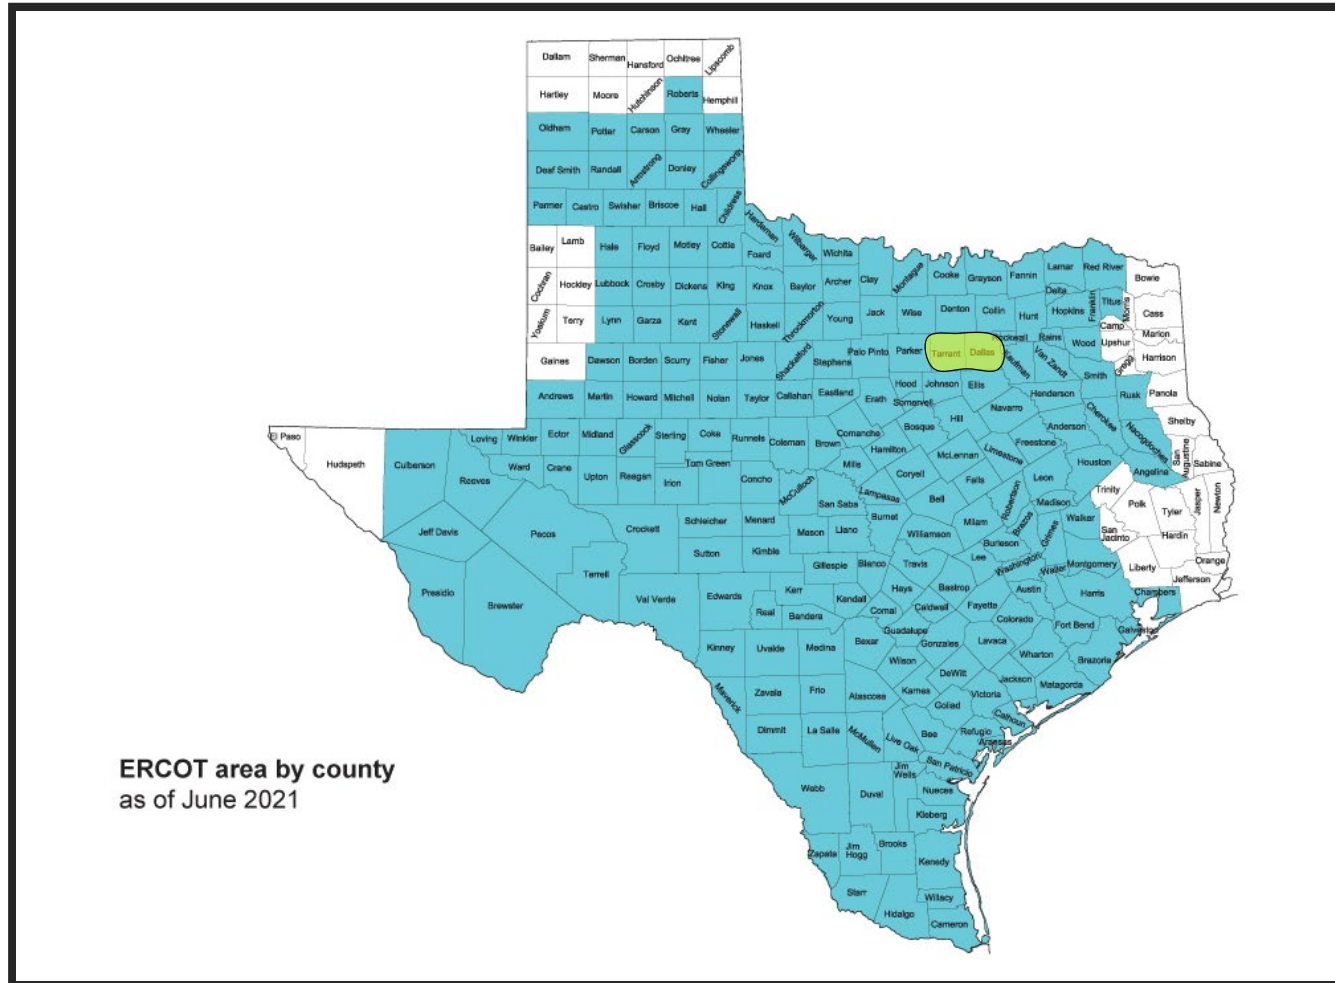 Dallam Sherman Hansford Ochiltree Lipscomb
Hartley Moore Hutchinson Roberts Hemphill
Oldham Potter Carson Gray Wheeler
Deaf Smith Randall Armstrong Donley Collingsworth
Parmer Castro Swisher Briscoe Hall Childress
Hardeman Wilbarger Wichita
Bailey Lamb Hale Floyd Motley Cottle Foard
Cochran Hockley Lubbock Crosby Dickens King Knox Baylor Archer Clay Montague Cooke Grayson Fannin Lamar Red River Bowie
Delta Franklin Titus Morris Cass
Yoakum Terry Lynn Garza Kent Stonewall Haskell Throckmorton Young Jack Wise Denton Collin Hunt Hopkins Camp Marion
Gaines Dawson Borden Scurry Fisher Jones Shackelford Stephens Palo Pinto Parker Tarrant Dallas Rockwall Kaufman Rains Van Zandt Wood Upshur Gregg Harrison
Andrews Martin Howard Mitchell Nolan Taylor Callahan Eastland Erath Hood Somervell Johnson Ellis Henderson Smith Rusk Panola
El Paso Hudspeth Culberson Loving Winkler Ector Midland Glasscock Sterling Coke Runnels Coleman Brown Comanche Bosque Hill Navarro Anderson Cherokee Nacogdoches Shelby
Reeves Ward Crane Upton Reagan Irion Tom Green Concho McCulloch Mills Hamilton Coryell McLennan Limestone Freestone Leon Houston Angelina San Augustine Sabine
Jeff Davis Pecos Crockett Schleicher Menard San Saba Lampasas Burnet Bell Falls Robertson Brazos Madison Grimes Walker Trinity Polk Tyler Jasper Newton
Sutton Kimble Mason Llano Williamson Milam Burleson San Jacinto Hardin Orange
Presidio Brewster Terrell Val Verde Edwards Gillespie Blanco Travis Lee Washington Waller Montgomery Liberty Jefferson
Real Kerr Bandera Kendall Comal Hays Caldwell Bastrop Fayette Austin Harris Chambers
Kinney Uvalde Medina Bexar Guadalupe Gonzales Lavaca Colorado Fort Bend Galveston
Maverick Zavala Frio Atascosa Wilson Karnes DeWitt Wharton Brazoria
Goliad Victoria Jackson Matagorda Calhoun
Dimmit La Salle McMullen Live Oak Bee Refugio Aransas
Jim Wells San Patricio
Webb Duval Nueces
Kleberg
Zapata Jim Hogg Brooks Kenedy
Starr Hidalgo Willacy
Cameron
ERCOT area by county
as of June 2021